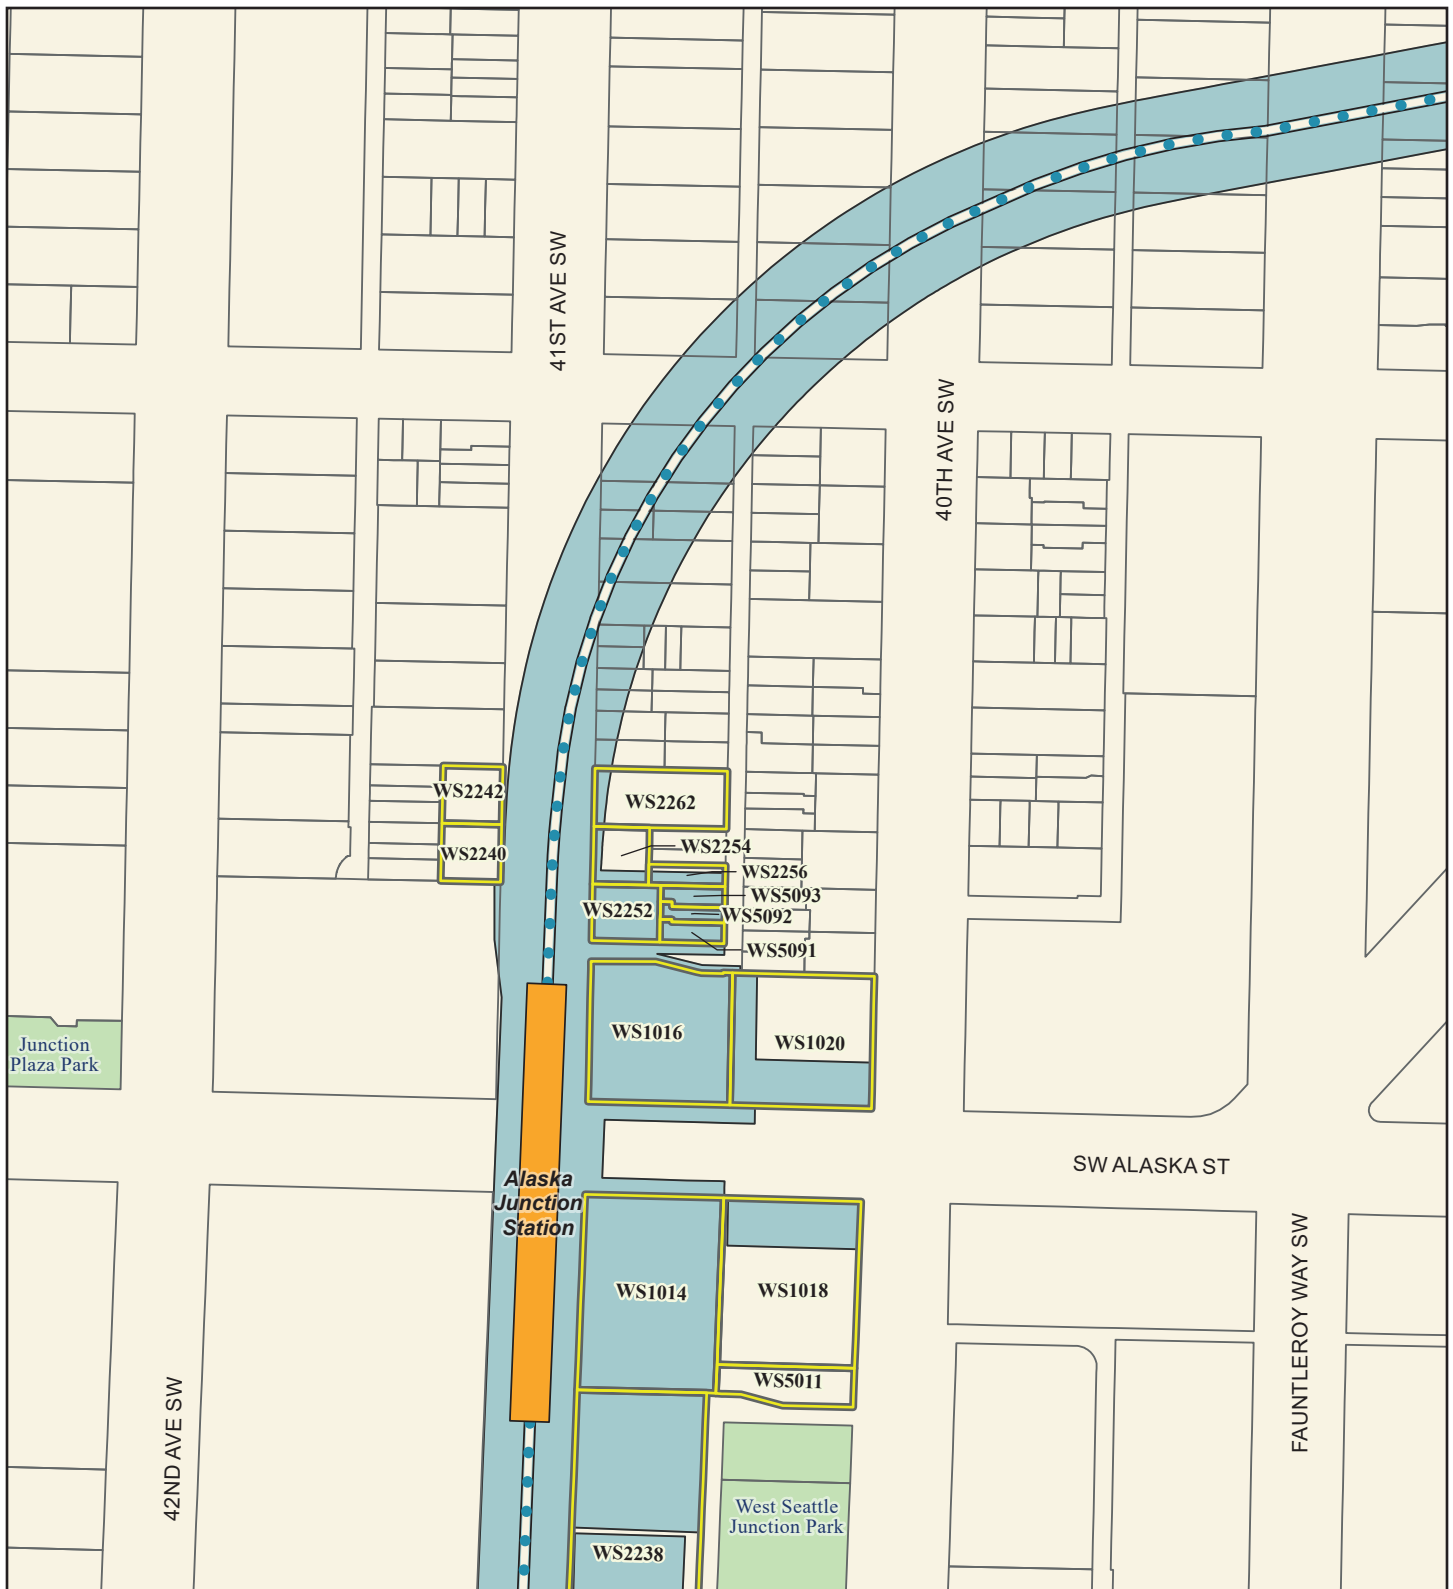 41ST AVE SW
40TH AVE SW
WS2242
WS2262
WS2240
WS2254
WS2256
WS5093
WS2252
WS5092
WS5091
WS1016
WS1020
Junction
Plaza Park
SW ALASKA ST
Alaska
Junction
Station
WS1014
WS1018
WS5011
FAUNTLEROY WAY SW
42ND AVE SW
West Seattle
Junction Park
WS2238